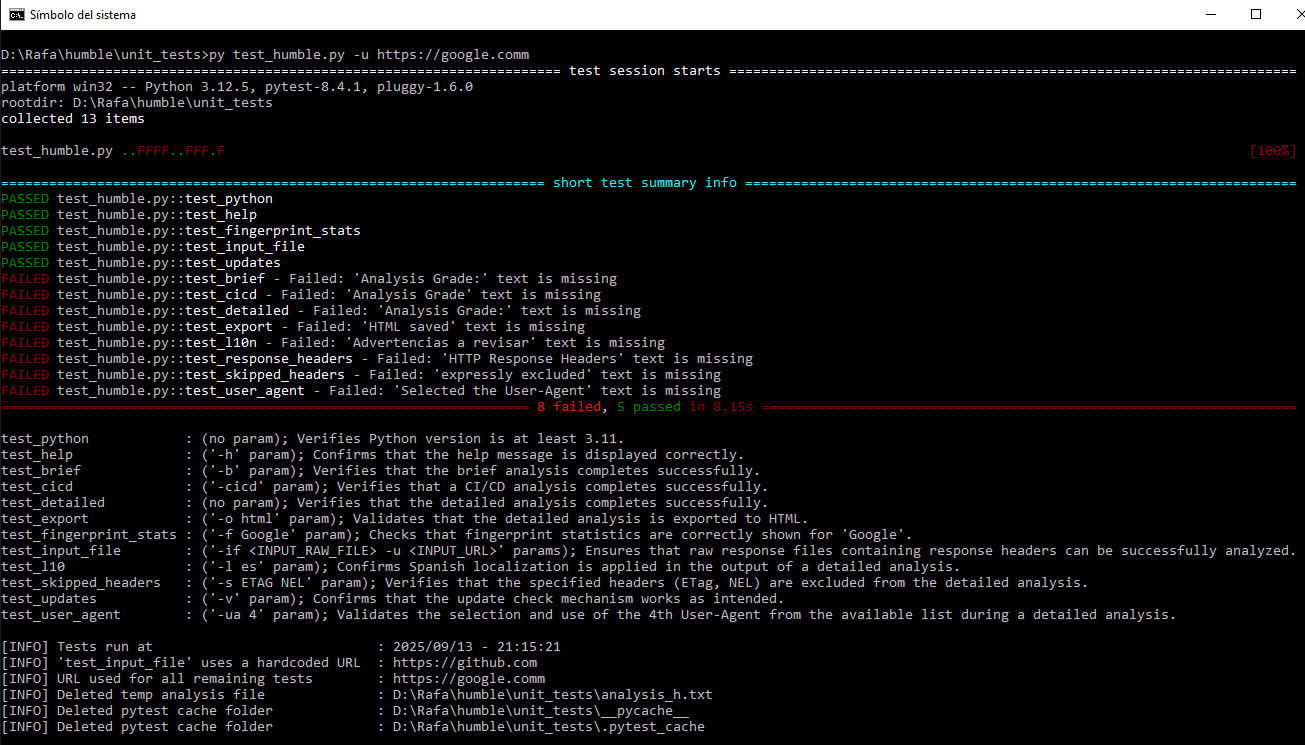 Símbolo del sistema
D:\Rafa\humble\unit_tests>py test_humble.py -u https://google.comm
====================================================================== test session starts =======================================================================
platform win32 -- Python 3.12.5, pytest-8.4.1, pluggy-1.6.0
rootdir: D:\Rafa\humble\unit_tests
collected 13 items
test_humble.py ..FFFF..FFF.F [100%]
==================================================================== short test summary info =====================================================================
PASSED test_humble.py::test_python
PASSED test_humble.py::test_help
PASSED test_humble.py::test_fingerprint_stats
PASSED test_humble.py::test_input_file
PASSED test_humble.py::test_updates
FAILED test_humble.py::test_brief - Failed: 'Analysis Grade:' text is missing
FAILED test_humble.py::test_cicd - Failed: 'Analysis Grade' text is missing
FAILED test_humble.py::test_detailed - Failed: 'Analysis Grade:' text is missing
FAILED test_humble.py::test_export - Failed: 'HTML saved' text is missing
FAILED test_humble.py::test_l10n - Failed: 'Advertencias a revisar' text is missing
FAILED test_humble.py::test_response_headers - Failed: 'HTTP Response Headers' text is missing
FAILED test_humble.py::test_skipped_headers - Failed: 'expressly excluded' text is missing
FAILED test_humble.py::test_user_agent - Failed: 'Selected the User-Agent' text is missing
================================================================== 8 failed, 5 passed in 8.15s ===================================================================
test_python : (no param); Verifies Python version is at least 3.11.
test_help : ('-h' param); Confirms that the help message is displayed correctly.
test_brief : ('-b' param); Verifies that the brief analysis completes successfully.
test_cicd : ('-cicd' param); Verifies that a CI/CD analysis completes successfully.
test_detailed : (no param); Verifies that the detailed analysis completes successfully.
test_export : ('-o html' param); Validates that the detailed analysis is exported to HTML.
test_fingerprint_stats : ('-f Google' param); Checks that fingerprint statistics are correctly shown for 'Google'.
test_input_file : ('-if <INPUT_RAW_FILE> -u <INPUT_URL>' params); Ensures that raw response files containing response headers can be successfully analyzed.
test_l10 : ('-l es' param); Confirms Spanish localization is applied in the output of a detailed analysis.
test_skipped_headers : ('-s ETAG NEL' param); Verifies that the specified headers (ETag, NEL) are excluded from the detailed analysis.
test_updates : ('-v' param); Confirms that the update check mechanism works as intended.
test_user_agent : ('-ua 4' param); Validates the selection and use of the 4th User-Agent from the available list during a detailed analysis.
[INFO] Tests run at : 2025/09/13 - 21:15:21
[INFO] 'test_input_file' uses a hardcoded URL : https://github.com
[INFO] URL used for all remaining tests : https://google.comm
[INFO] Deleted temp analysis file : D:\Rafa\humble\unit_tests\analysis_h.txt
[INFO] Deleted pytest cache folder : D:\Rafa\humble\unit_tests\__pycache__
[INFO] Deleted pytest cache folder : D:\Rafa\humble\unit_tests\.pytest_cache